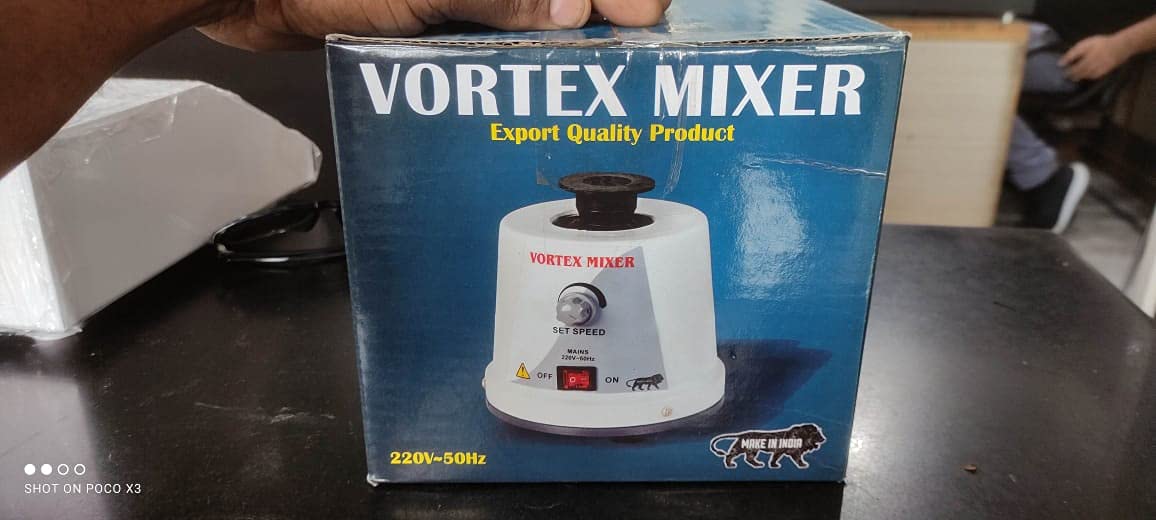 VORTEX MIXER
Export Quality Product
VORTEX MIXER
SET SPEED
MAINS
220V~50Hz
OFF
ON
220V~50Hz
MAKE IN INDIA
SHOT ON POCO X3